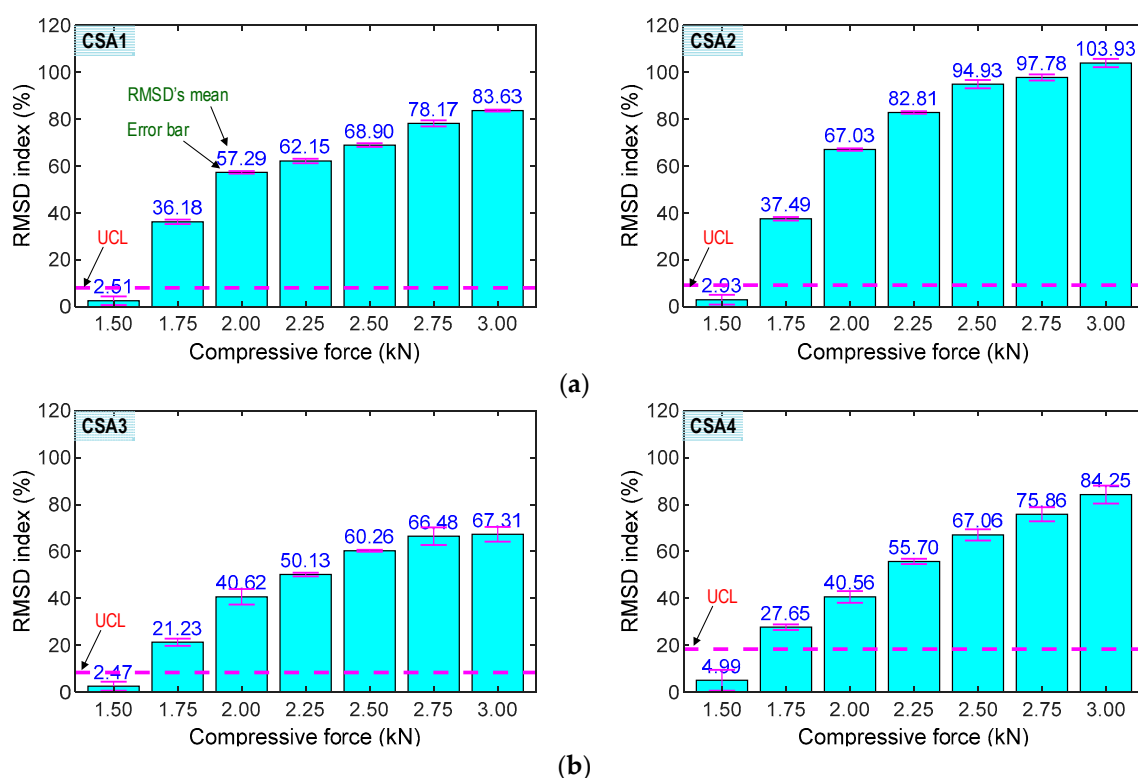 CSA1
RMSD index (%)
120
100
80
60
40
20
0
RMSD's mean
Error bar
UCL
2.51
36.18
57.29
62.15
68.90
78.17
83.63
1.50 1.75 2.00 2.25 2.50 2.75 3.00
Compressive force (kN)
CSA2
RMSD index (%)
120
100
80
60
40
20
0
UCL
2.93
37.49
67.03
82.81
94.93
97.78
103.93
1.50 1.75 2.00 2.25 2.50 2.75 3.00
Compressive force (kN)
(a)
CSA3
RMSD index (%)
120
100
80
60
40
20
0
UCL
2.47
21.23
40.62
50.13
60.26
66.48
67.31
1.50 1.75 2.00 2.25 2.50 2.75 3.00
Compressive force (kN)
CSA4
RMSD index (%)
120
100
80
60
40
20
0
UCL
4.99
27.65
40.56
55.70
67.06
75.86
84.25
1.50 1.75 2.00 2.25 2.50 2.75 3.00
Compressive force (kN)
(b)